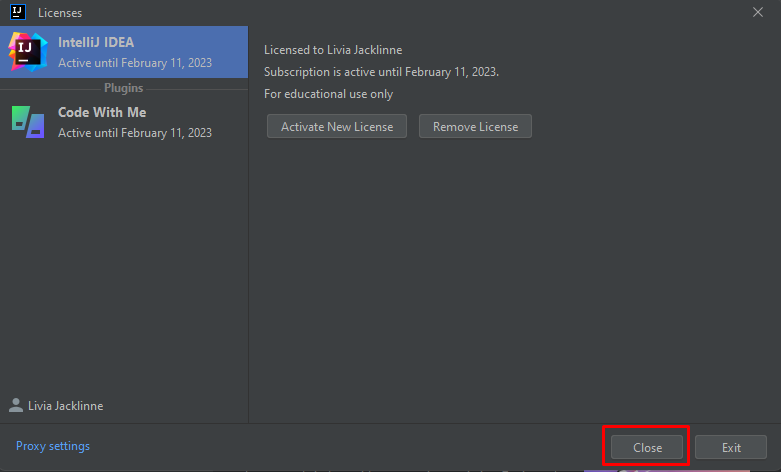 IJ Licenses
IJ IntelliJ IDEA
Active until February 11, 2023
Plugins
Code With Me
Active until February 11, 2023
Licensed to Livia Jacklinne
Subscription is active until February 11, 2023.
For educational use only
Activate New License Remove License
Livia Jacklinne
Proxy settings
Close Exit